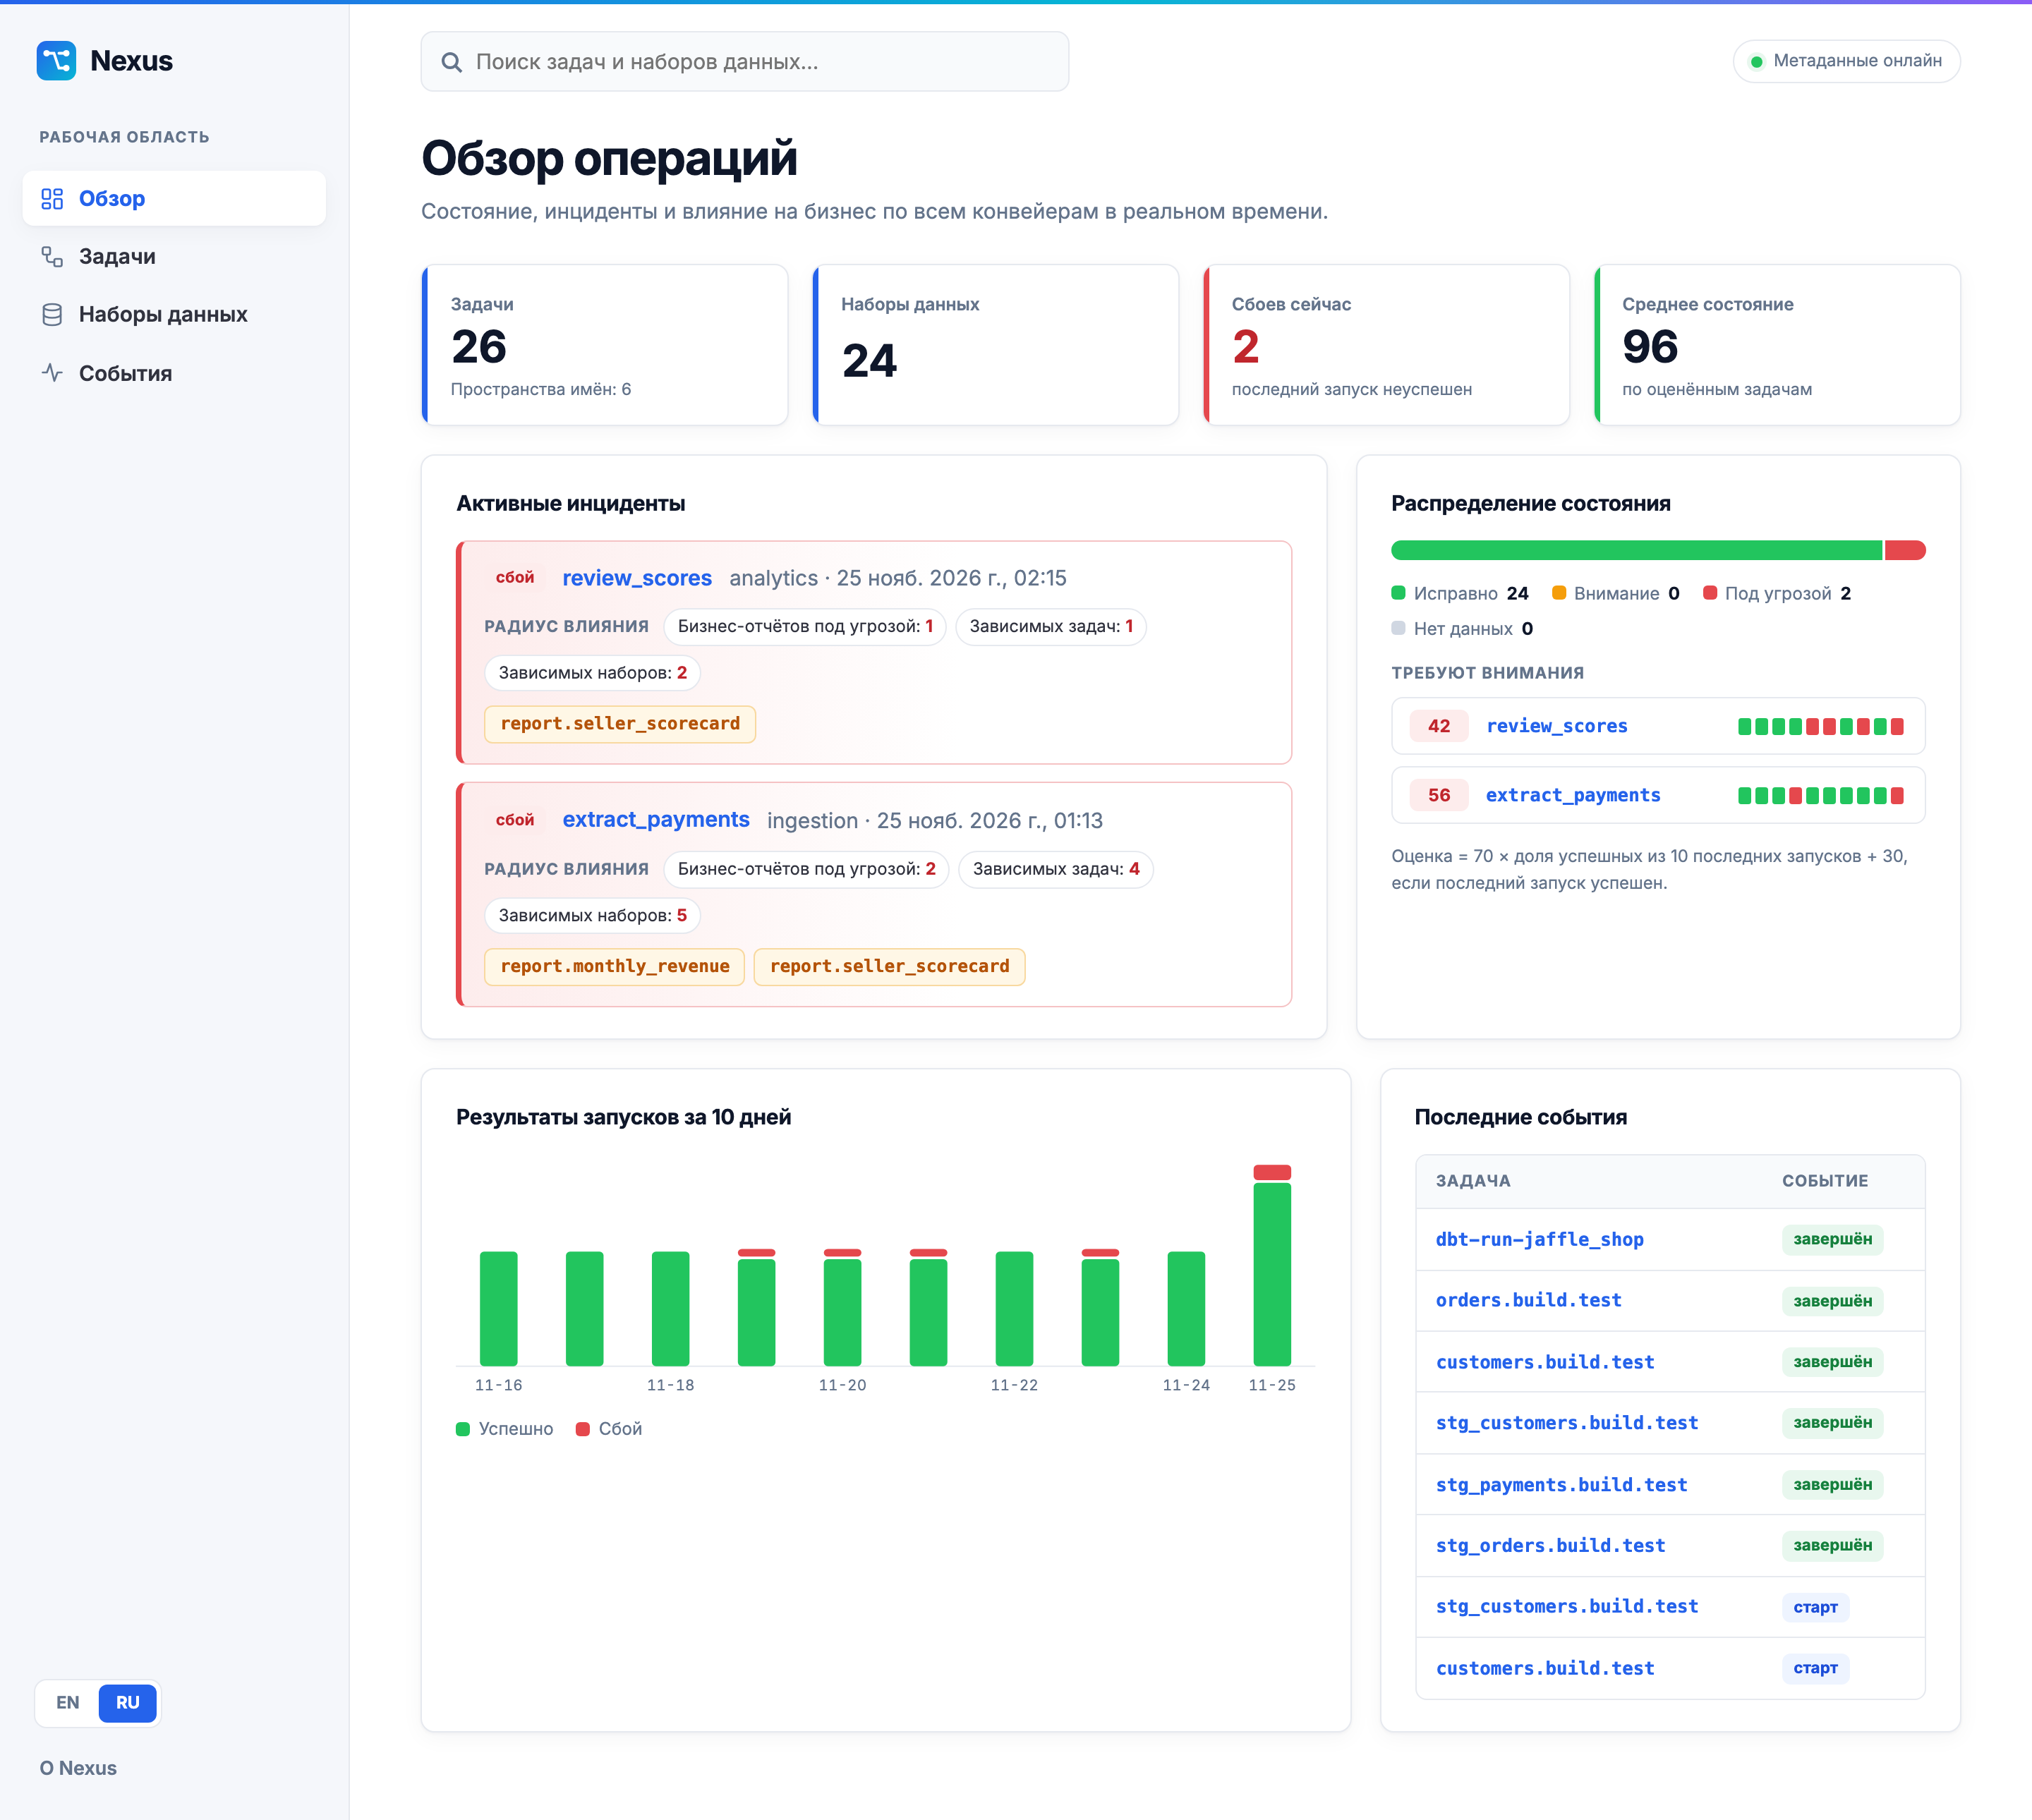 Nexus
РАБОЧАЯ ОБЛАСТЬ
Обзор
Задачи
Наборы данных
События
EN RU
О Nexus
Поиск задач и наборов данных...
Метаданные онлайн
Обзор операций
Состояние, инциденты и влияние на бизнес по всем конвейерам в реальном времени.
Задачи
26
Пространства имён: 6
Наборы данных
24
Сбоев сейчас
2
последний запуск неуспешен
Среднее состояние
96
по оценённым задачам
Активные инциденты
сбой review_scores analytics · 25 нояб. 2026 г., 02:15
РАДИУС ВЛИЯНИЯ Бизнес-отчётов под угрозой: 1 Зависимых задач: 1
Зависимых наборов: 2
report.seller_scorecard
сбой extract_payments ingestion · 25 нояб. 2026 г., 01:13
РАДИУС ВЛИЯНИЯ Бизнес-отчётов под угрозой: 2 Зависимых задач: 4
Зависимых наборов: 5
report.monthly_revenue report.seller_scorecard
Распределение состояния
Исправно 24 Внимание 0 Под угрозой 2
Нет данных 0
ТРЕБУЮТ ВНИМАНИЯ
42 review_scores
56 extract_payments
Оценка = 70 × доля успешных из 10 последних запусков + 30,
если последний запуск успешен.
Результаты запусков за 10 дней
11-16 11-18 11-20 11-22 11-24 11-25
Успешно Сбой
Последние события
ЗАДАЧА СОБЫТИЕ
dbt-run-jaffle_shop завершён
orders.build.test завершён
customers.build.test завершён
stg_customers.build.test завершён
stg_payments.build.test завершён
stg_orders.build.test завершён
stg_customers.build.test старт
customers.build.test старт